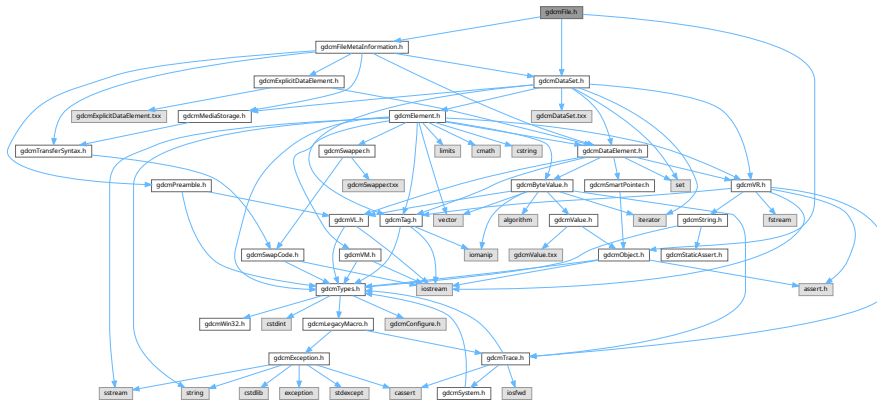 gdcmFile.h
gdcmFileMetaInformation.h
gdcmExplicitDataElement.h
gdcmDataSet.h
gdcmExplicitDataElement.txx
gdcmMediaStorage.h
gdcmElement.h
gdcmDataSet.txx
gdcmTransferSyntax.h
gdcmSwapper.h
limits
cmath
cstring
gdcmDataElement.h
gdcmPreamble.h
gdcmSwapper.txx
gdcmByteValue.h
gdcmSmartPointer.h
set
gdcmVR.h
gdcmVL.h
gdcmTag.h
vector
algorithm
gdcmValue.h
iterator
gdcmString.h
fstream
gdcmSwapCode.h
gdcmVM.h
iomanip
gdcmValue.txx
gdcmObject.h
gdcmStaticAssert.h
gdcmTypes.h
iostream
assert.h
gdcmWin32.h
cstdint
gdcmLegacyMacro.h
gdcmConfigure.h
gdcmException.h
gdcmTrace.h
sstream
string
cstdlib
exception
stdexcept
cassert
gdcmSystem.h
iosfwd